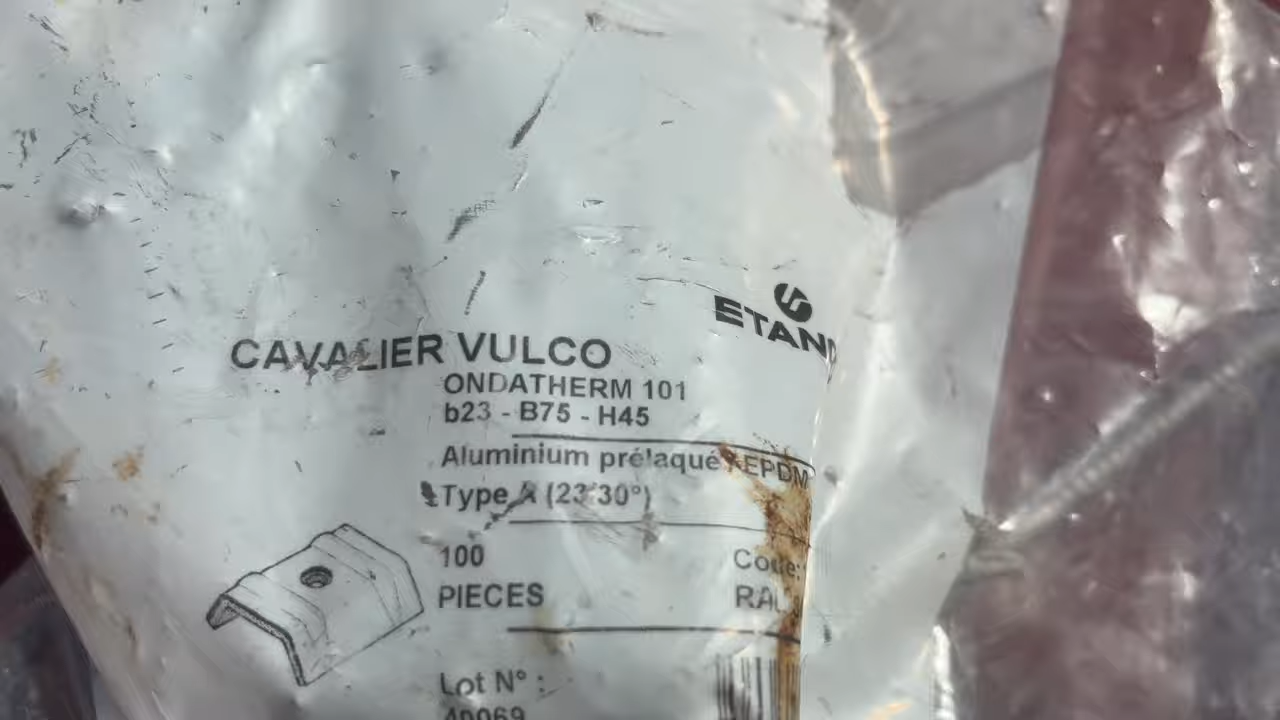 ETAN
CAVALIER VULCO
ONDATHERM 101
b23 - B75 - H45
Aluminium prélaqué + EPDM
Type A (23/30°)
100
Code:
PIECES
RAL
Lot N° :